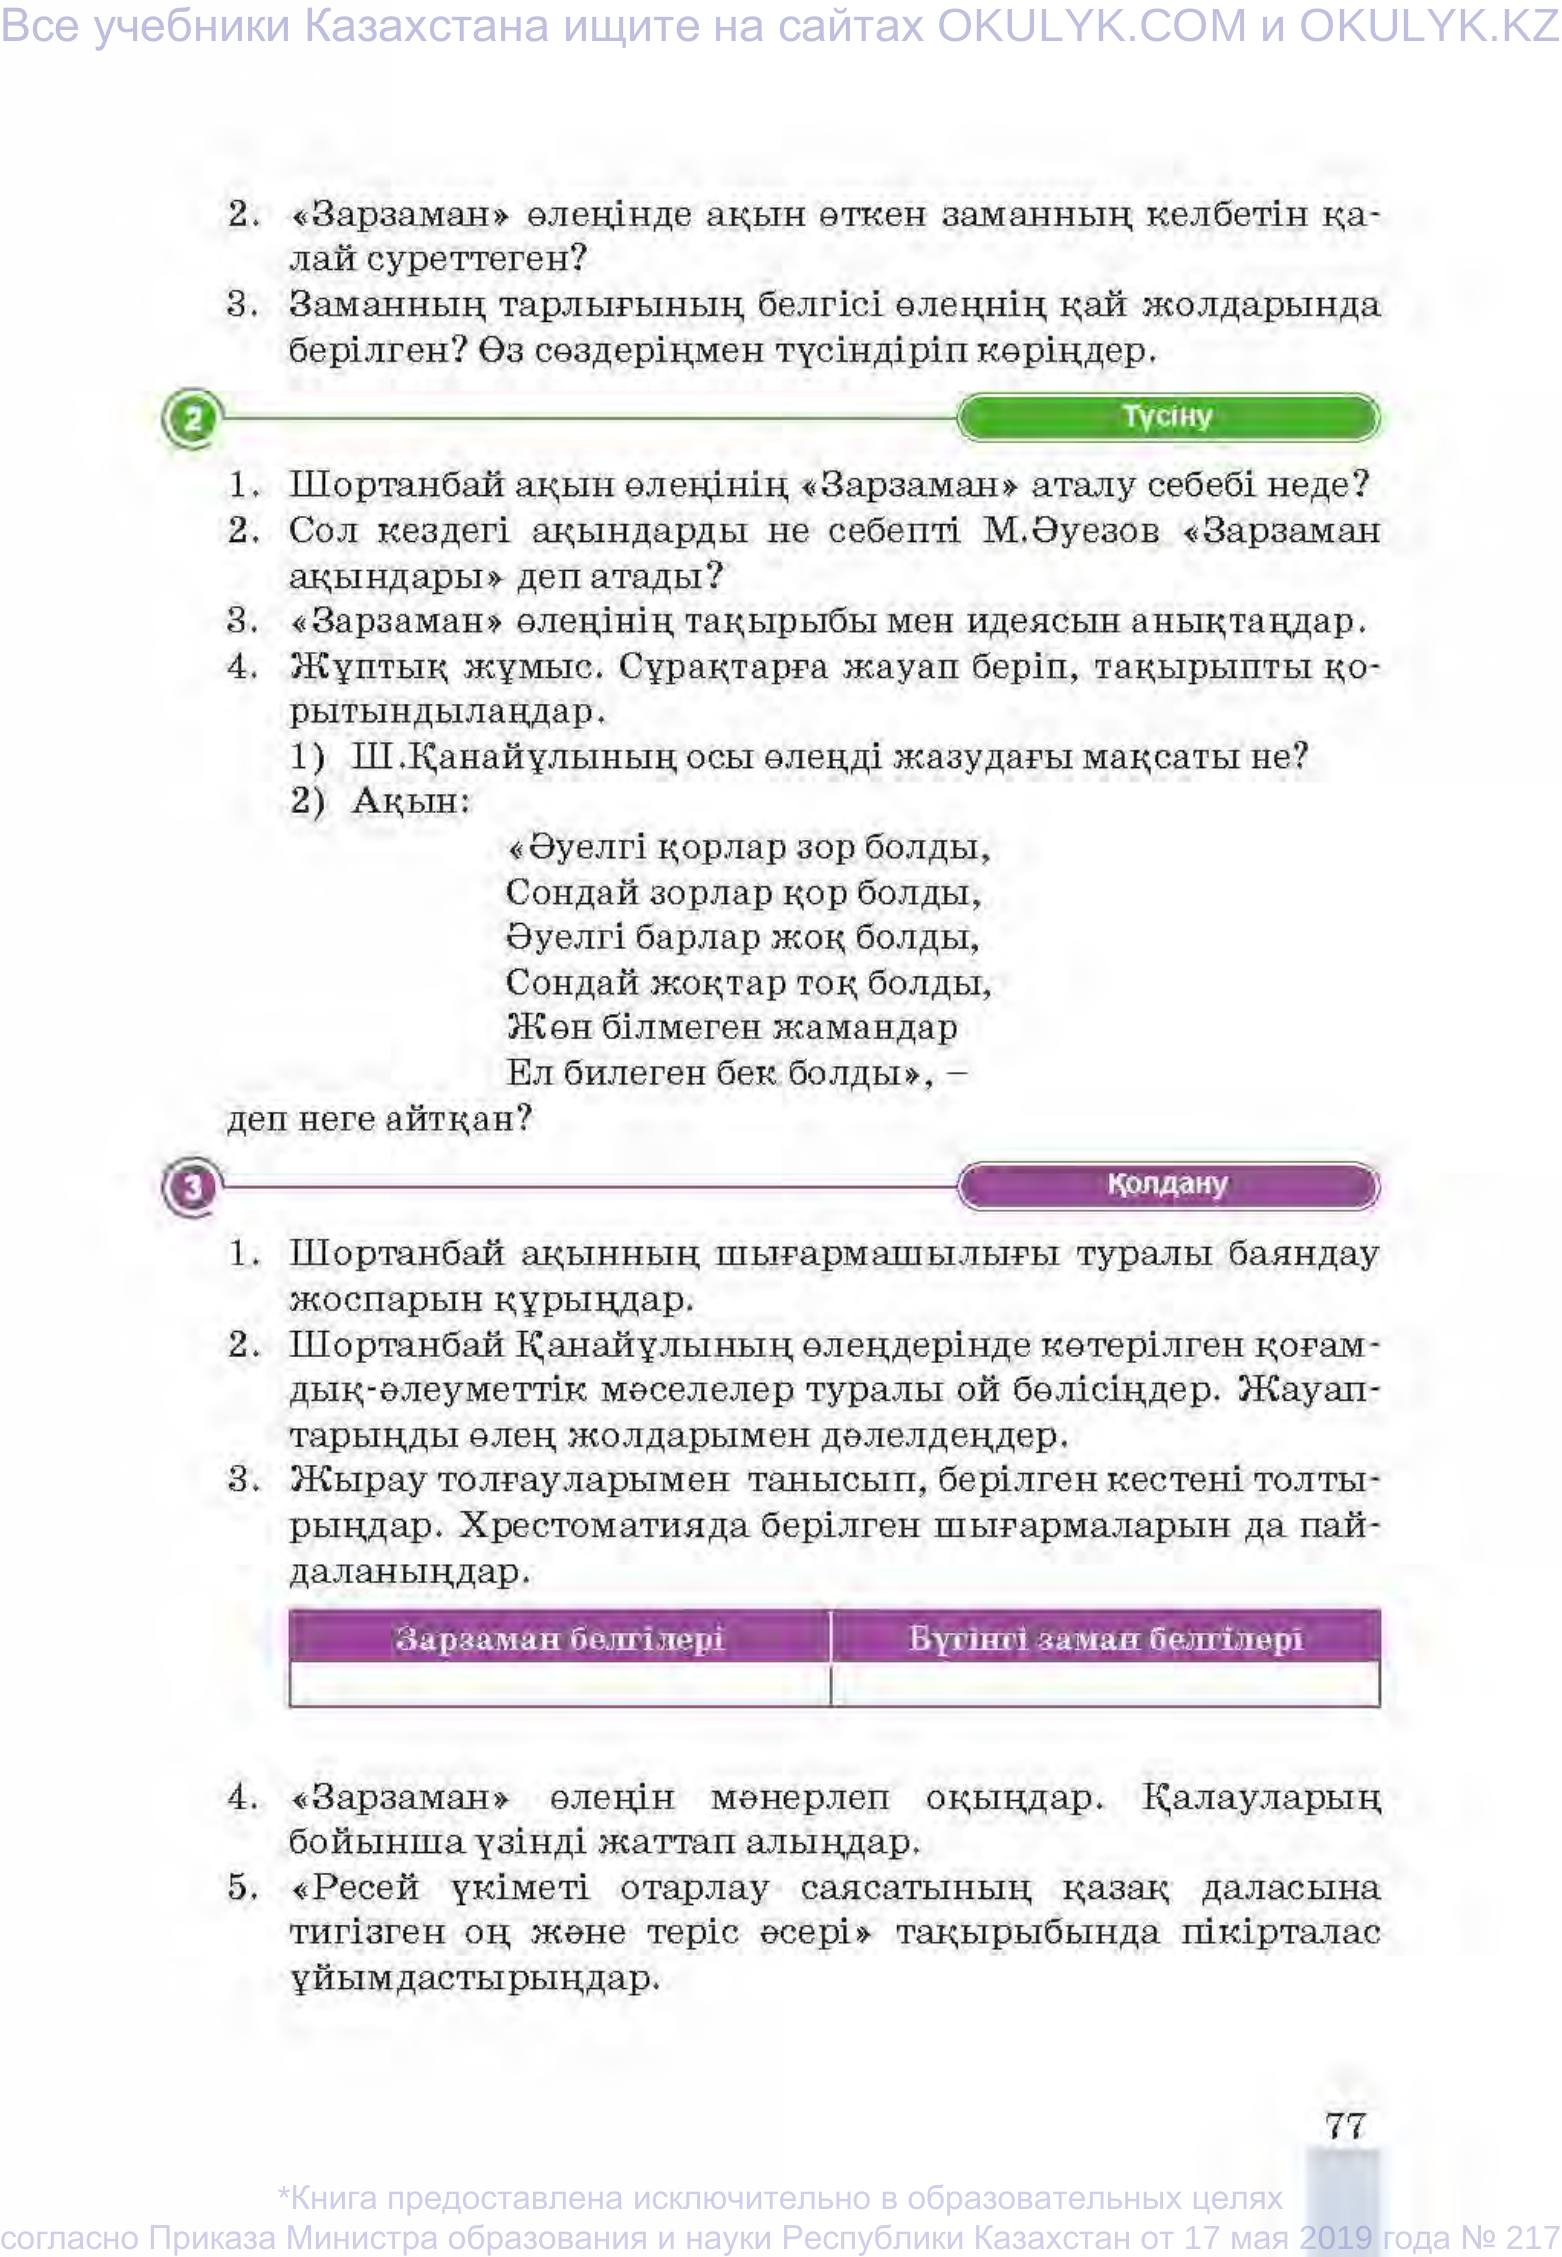 Все учебники Казахстана ищите на сайтах OKULYK.COM и OKULYK.KZ
2. «Зарзаман» өлеңінде ақын өткен заманның келбетін қа-
лай суреттеген?
3. Заманның тарлығының белгісі өлеңнің қай жолдарында
берілген? Өз сөздеріңмен түсіндіріп көріңдер.
2 Түсіну
1. Шортанбай ақын өлеңінің «Зарзаман» аталу себебі неде?
2. Сол кездегі ақындарды не себепті М.Әуезов «Зарзаман
ақындары» деп атады?
3. «Зарзаман» өлеңінің тақырыбы мен идеясын анықтаңдар.
4. Жұптық жұмыс. Сұрақтарға жауап беріп, тақырыпты қо-
рытындылаңдар.
1) Ш.Қанайұлының осы өлеңді жазудағы мақсаты не?
2) Ақын:
«Әуелгі қорлар зор болды,
Сондай зорлар қор болды,
Әуелгі барлар жоқ болды,
Сондай жоқтар тоқ болды,
Жөн білмеген жамандар
Ел билеген бек болды», –
деп неге айтқан?
3 Қолдану
1. Шортанбай ақынның шығармашылығы туралы баяндау
жоспарын құрыңдар.
2. Шортанбай Қанайұлының өлеңдерінде көтерілген қоғам-
дық-әлеуметтік мәселелер туралы ой бөлісіңдер. Жауап-
тарыңды өлең жолдарымен дәлелдеңдер.
3. Жырау толғауларымен танысып, берілген кестені толты-
рыңдар. Хрестоматияда берілген шығармаларын да пай-
даланыңдар.
Зарзаман белгілері Бүгінгі заман белгілері
4. «Зарзаман» өлеңін мәнерлеп оқыңдар. Қалауларың
бойынша үзінді жаттап алыңдар.
5. «Ресей үкіметі отарлау саясатының қазақ даласына
тигізген оң және теріс әсері» тақырыбында пікірталас
ұйымдастырыңдар.
77
*Книга предоставлена исключительно в образовательных целях
согласно Приказа Министра образования и науки Республики Казахстан от 17 мая 2019 года № 217